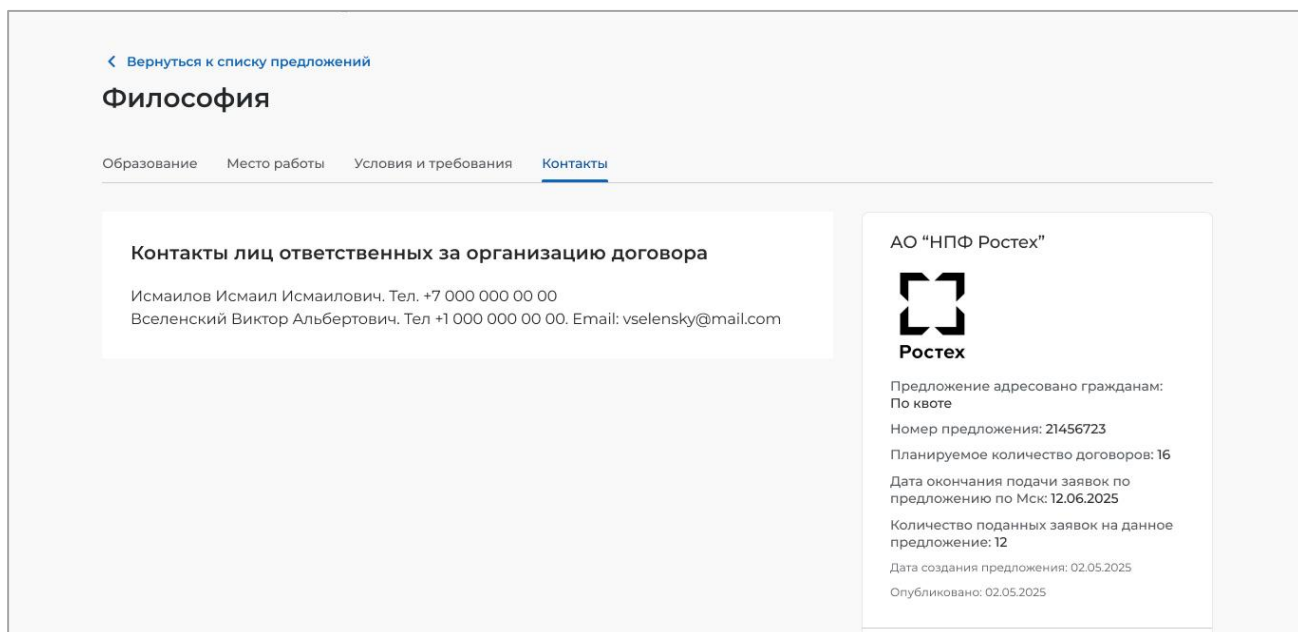 Вернуться к списку предложений
Философия
Образование Место работы Условия и требования Контакты
Контакты лиц ответственных за организацию договора
Исмаилов Исмаил Исмаилович. Тел. +7 000 000 00 00
Вселенский Виктор Альбертович. Тел +1 000 000 00 00. Email: vselensky@mail.com
АО “НПФ Ростех”
Ростех
Предложение адресовано гражданам:
По квоте
Номер предложения: 21456723
Планируемое количество договоров: 16
Дата окончания подачи заявок по
предложению по Мск: 12.06.2025
Количество поданных заявок на данное
предложение: 12
Дата создания предложения: 02.05.2025
Опубликовано: 02.05.2025